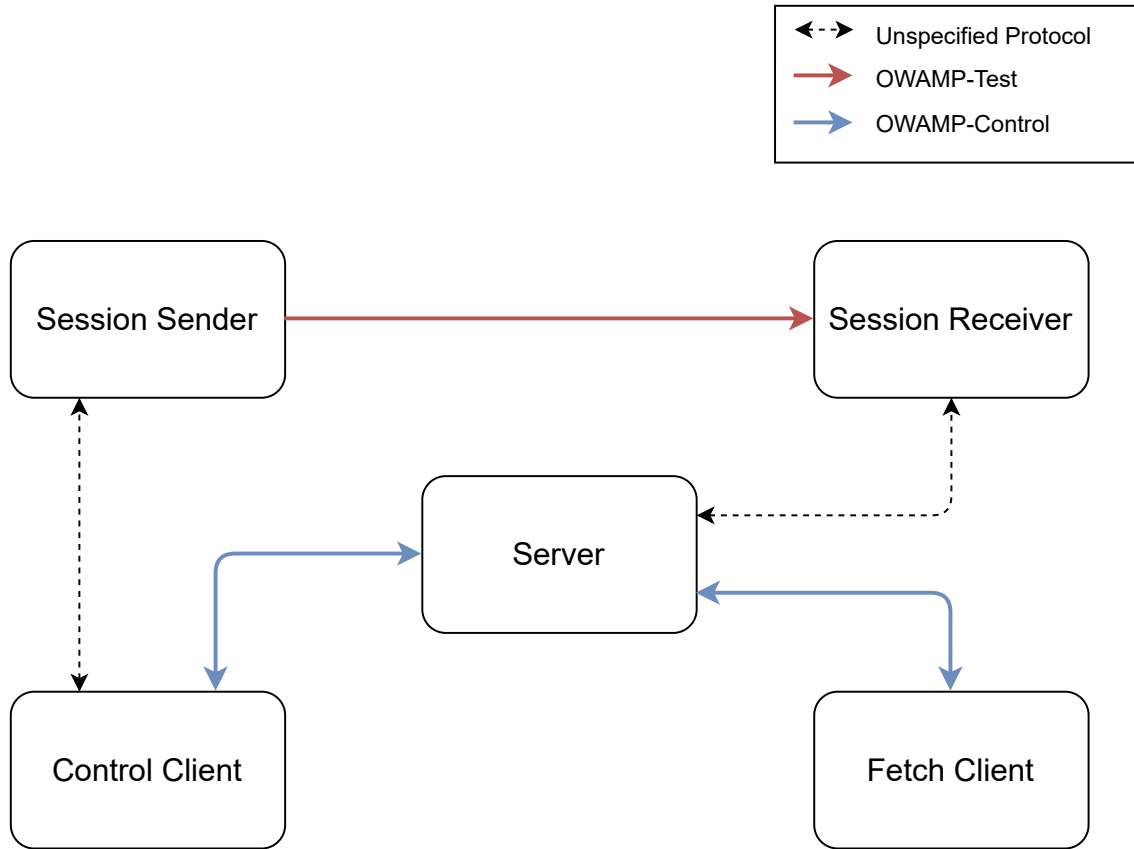 Unspecified Protocol
OWAMP-Test
OWAMP-Control
Session Sender
Session Receiver
Server
Control Client
Fetch Client